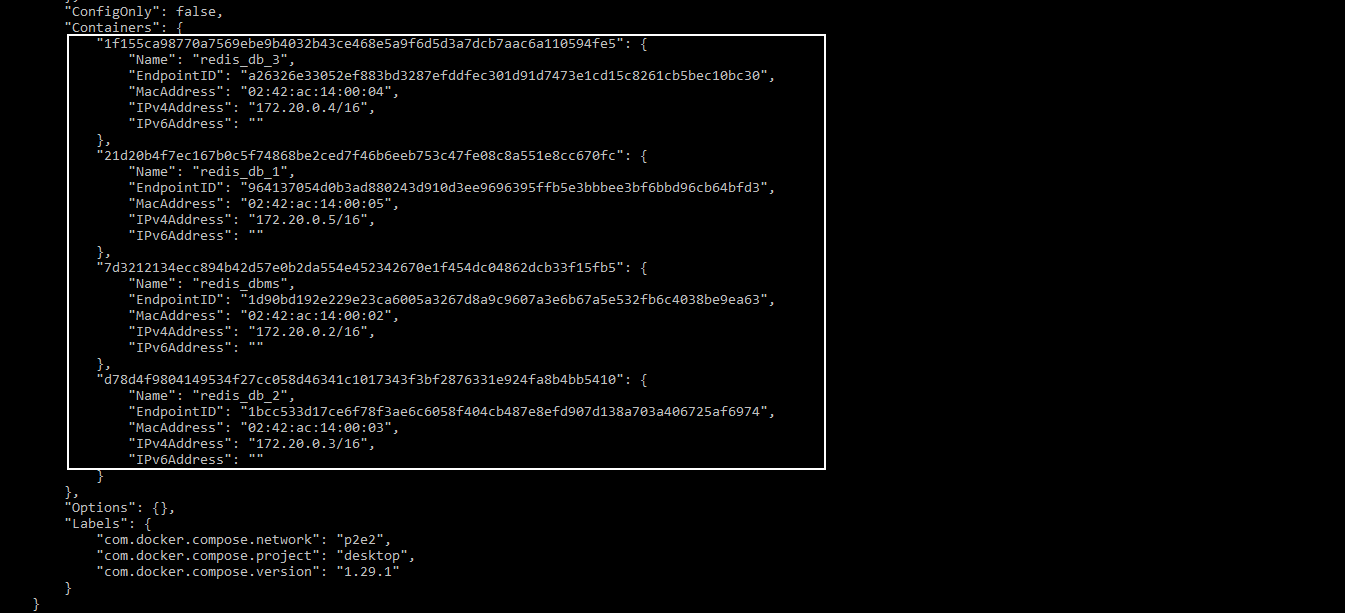 },
"ConfigOnly": false,
"Containers": {
"1f155ca98770a7569ebe9b4032b43ce468e5a9f6d5d3a7dcb7aac6a110594fe5": {
"Name": "redis_db_3",
"EndpointID": "a26326e33052ef883bd3287efddfec301d91d7473e1cd15c8261cb5bec10bc30",
"MacAddress": "02:42:ac:14:00:04",
"IPv4Address": "172.20.0.4/16",
"IPv6Address": ""
},
"21d20b4f7ec167b0c5f74868be2ced7f46b6eeb753c47fe08c8a551e8cc670fc": {
"Name": "redis_db_1",
"EndpointID": "964137054d0b3ad880243d910d3ee9696395ffb5e3bbbee3bf6bbd96cb64bfd3",
"MacAddress": "02:42:ac:14:00:05",
"IPv4Address": "172.20.0.5/16",
"IPv6Address": ""
},
"7d3212134ecc894b42d57e0b2da554e452342670e1f454dc04862dcb33f15fb5": {
"Name": "redis_dbms",
"EndpointID": "1d90bd192e229e23ca6005a3267d8a9c9607a3e6b67a5e532fb6c4038be9ea63",
"MacAddress": "02:42:ac:14:00:02",
"IPv4Address": "172.20.0.2/16",
"IPv6Address": ""
},
"d78d4f9804149534f27cc058d46341c1017343f3bf2876331e924fa8b4bb5410": {
"Name": "redis_db_2",
"EndpointID": "1bcc533d17ce6f78f3ae6c6058f404cb487e8efd907d138a703a406725af6974",
"MacAddress": "02:42:ac:14:00:03",
"IPv4Address": "172.20.0.3/16",
"IPv6Address": ""
}
},
"Options": {},
"Labels": {
"com.docker.compose.network": "p2e2",
"com.docker.compose.project": "desktop",
"com.docker.compose.version": "1.29.1"
}
}